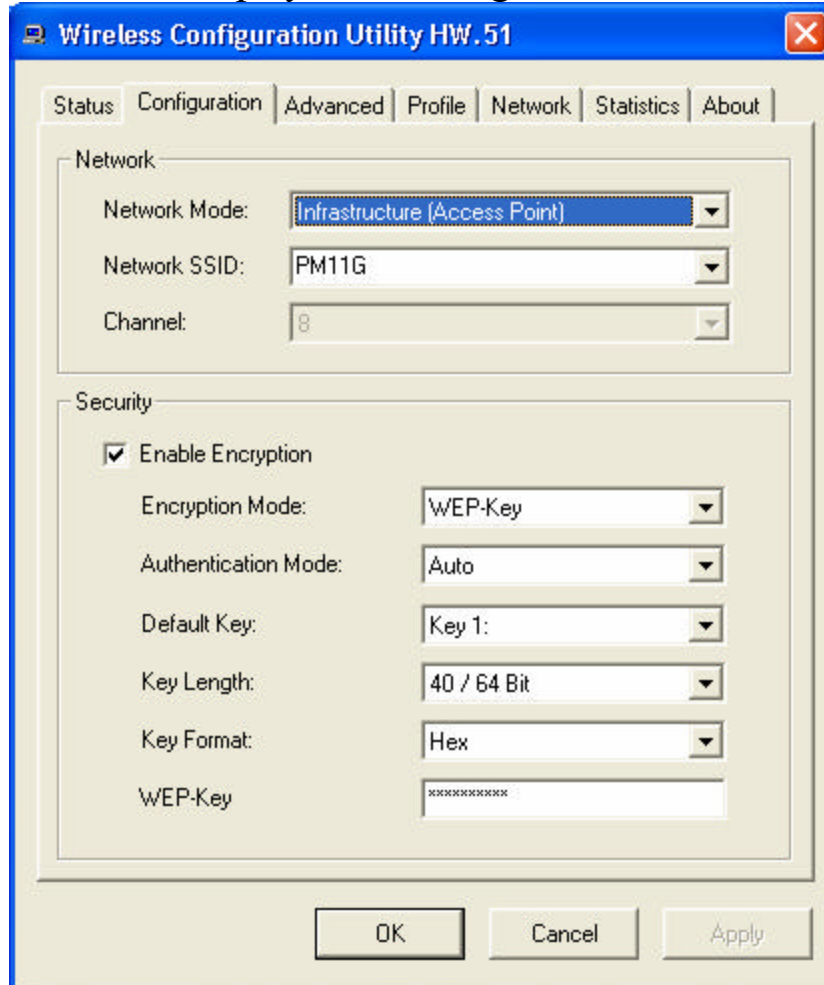 Wireless Configuration Utility HW.51
Status Configuration Advanced Profile Network Statistics About
Network
Network Mode: Infrastructure (Access Point)
Network SSID: PM11G
Channel: 8
Security
Enable Encryption
Encryption Mode: WEP-Key
Authentication Mode: Auto
Default Key: Key 1:
Key Length: 40 / 64 Bit
Key Format: Hex
WEP-Key **********
OK Cancel Apply